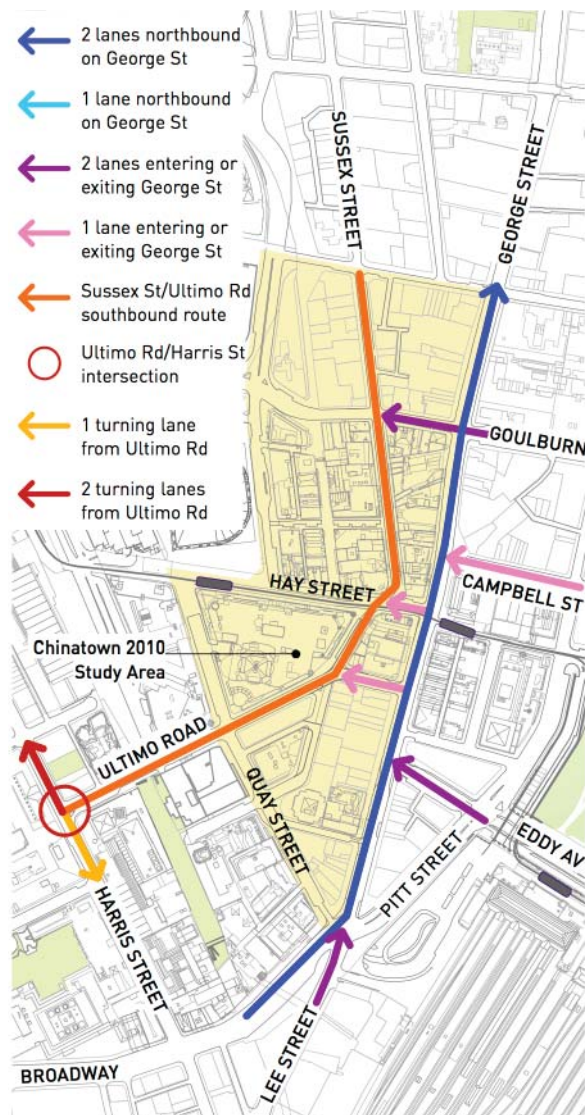 2 lanes northbound
on George St
1 lane northbound
on George St
2 lanes entering or
exiting George St
1 lane entering or
exiting George St
Sussex St/Ultimo Rd
southbound route
Ultimo Rd/Harris St
intersection
1 turning lane
from Ultimo Rd
2 turning lanes
from Ultimo Rd
SUSSEX STREET
GEORGE STREET
GOULBURN
CAMPBELL ST
HAY STREET
Chinatown 2010
Study Area
ULTIMO ROAD
QUAY STREET
EDDY AV
PITT STREET
HARRIS STREET
LEE STREET
BROADWAY